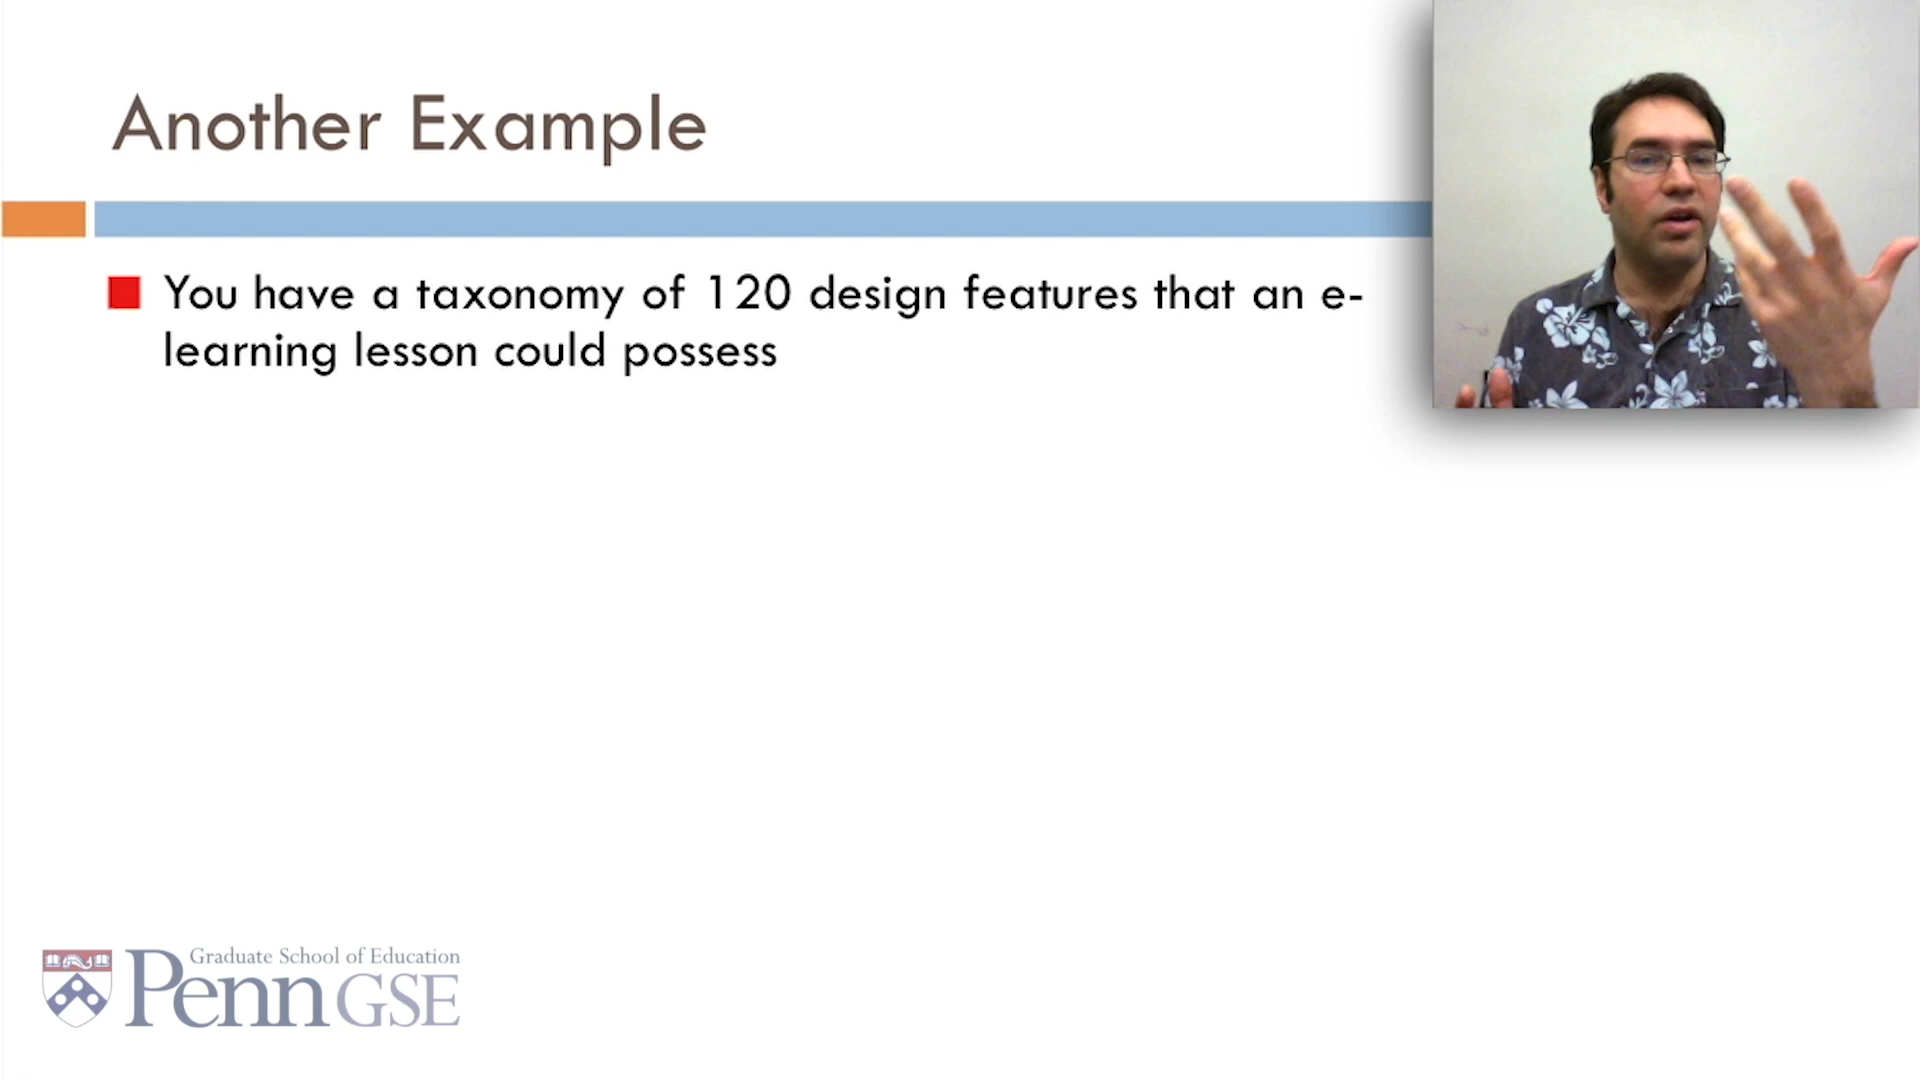 Another Example
You have a taxonomy of 120 design features that an e-
learning lesson could possess
Graduate School of Education
Penn GSE